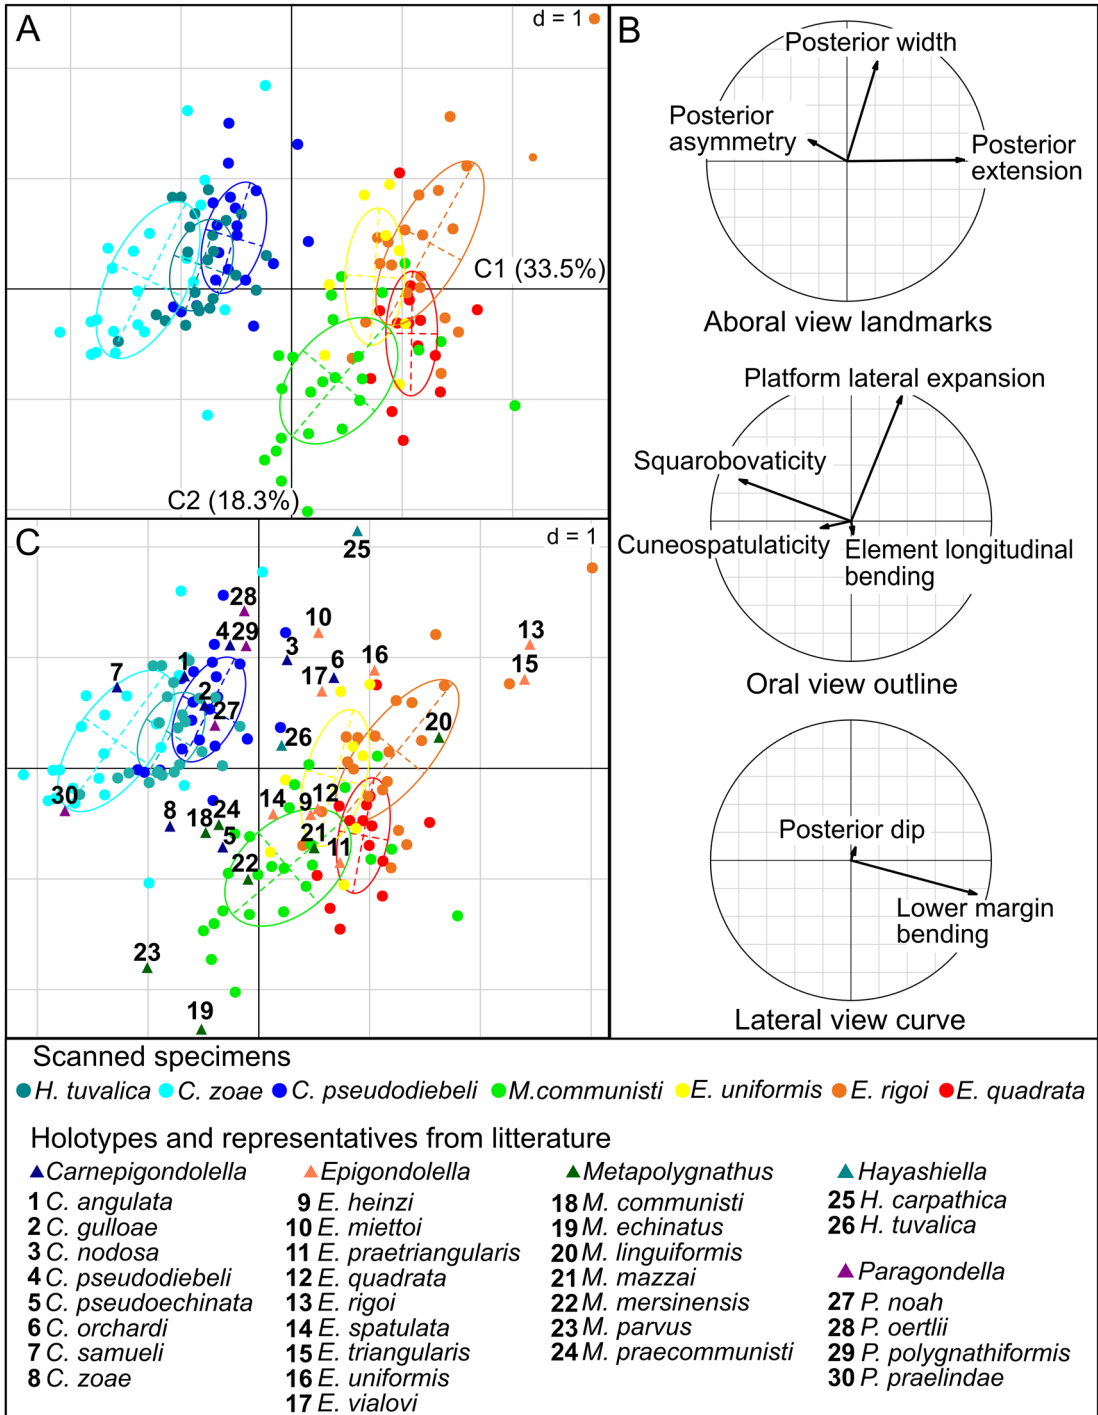 A
d = 1
C1 (33.5%)
C2 (18.3%)
B
Posterior width
Posterior
asymmetry
Posterior
extension
Aboral view landmarks
Platform lateral expansion
Squarobovaticity
Cuneospatulaticity
Element longitudinal
bending
Oral view outline
Posterior dip
Lower margin
bending
Lateral view curve
C
d = 1
25
28
10
4 29
3
13
16
1
6
15
7
17
2
27
20
26
30
12
14 9
8
24
18
5
21
11
22
23
19
Scanned specimens
H. tuvalica C. zoae C. pseudodiebeli M.communisti E. uniformis E. rigoi E. quadrata
Holotypes and representatives from litterature
Carnepigondolella
1 C. angulata
2 C. gulloae
3 C. nodosa
4 C. pseudodiebeli
5 C. pseudoechinata
6 C. orchardi
7 C. samueli
8 C. zoae
Epigondolella
9 E. heinzi
10 E. miettoi
11 E. praetriangularis
12 E. quadrata
13 E. rigoi
14 E. spatulata
15 E. triangularis
16 E. uniformis
17 E. vialovi
Metapolygnathus
18 M. communisti
19 M. echinatus
20 M. linguiformis
21 M. mazzai
22 M. mersinensis
23 M. parvus
24 M. praecommunisti
Hayashiella
25 H. carpathica
26 H. tuvalica
Paragondella
27 P. noah
28 P. oertlii
29 P. polygnathiformis
30 P. praelindae